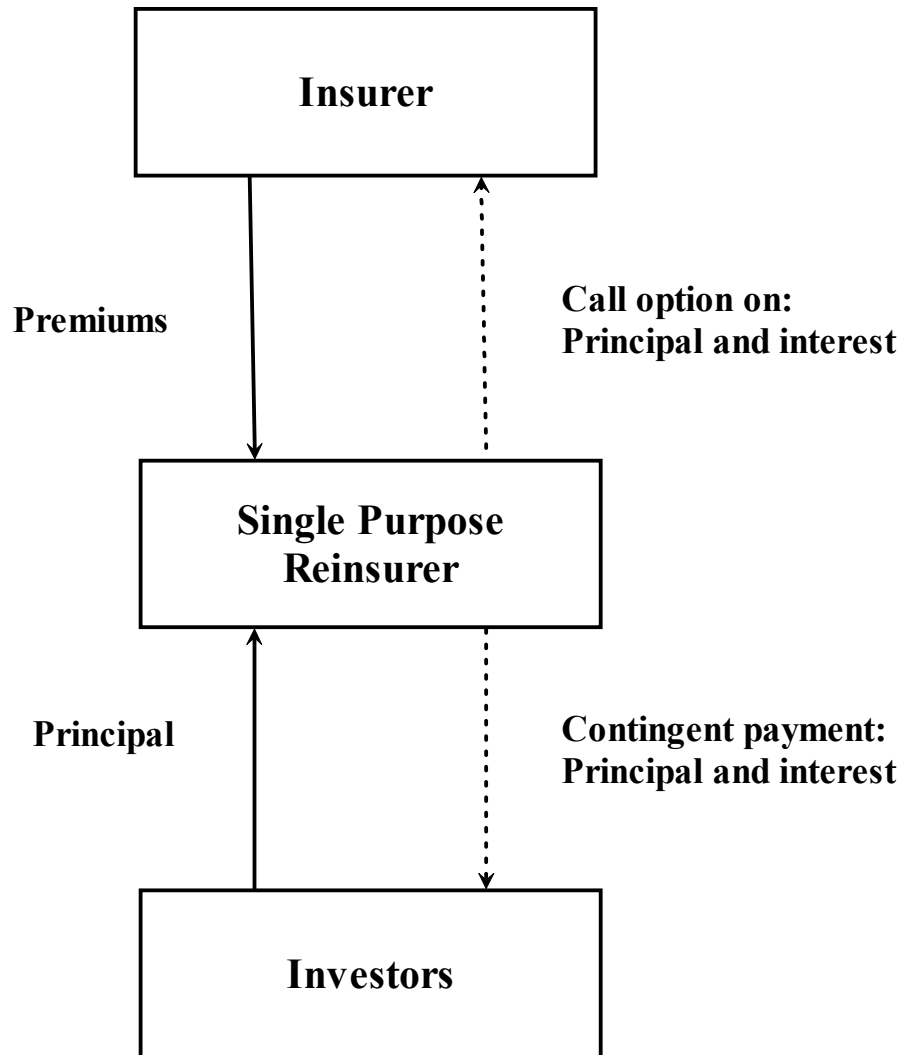 Insurer
Premiums
Call option on:
Principal and interest
Single Purpose
Reinsurer
Principal
Contingent payment:
Principal and interest
Investors